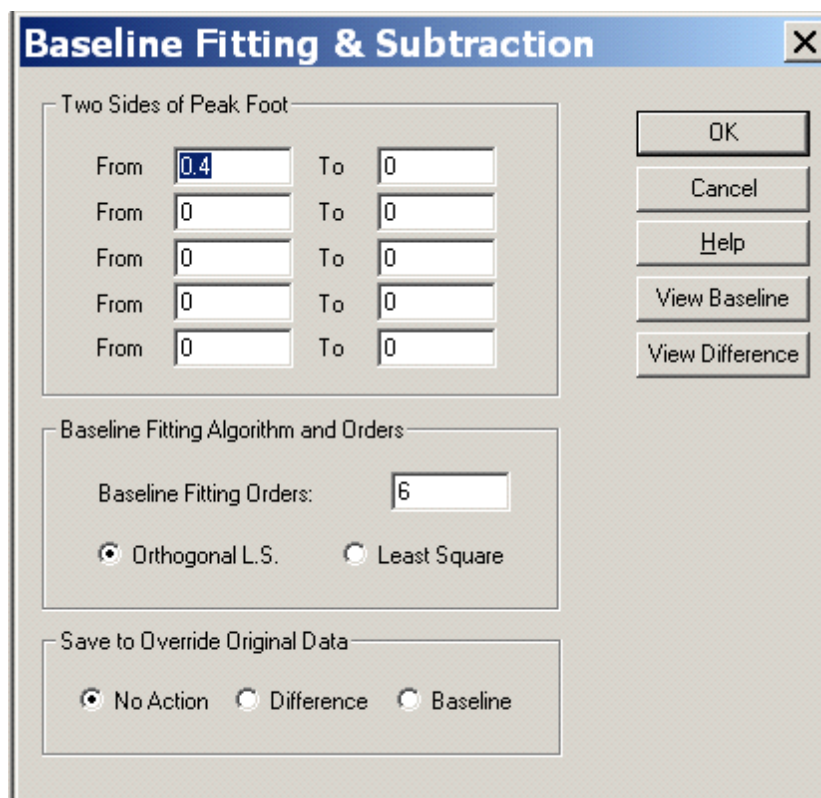 Baseline Fitting & Subtraction
Two Sides of Peak Foot
From 0.4 To 0
From 0 To 0
From 0 To 0
From 0 To 0
From 0 To 0
OK
Cancel
Help
View Baseline
View Difference
Baseline Fitting Algorithm and Orders
Baseline Fitting Orders: 6
Orthogonal L.S. Least Square
Save to Override Original Data
No Action Difference Baseline